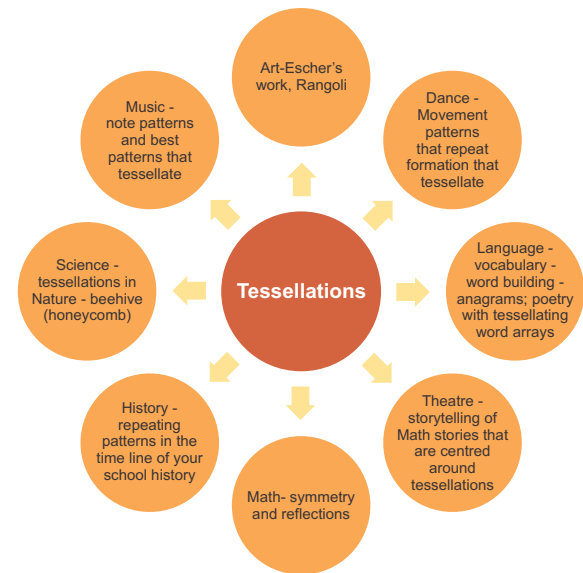 Art-Escher's
work, Rangoli
Dance -
Movement
patterns
that repeat
formation that
tessellate
Language -
vocabulary -
word building -
anagrams; poetry
with tessellating
word arrays
Theatre -
storytelling of
Math stories that
are centred
around
tessellations
Math- symmetry
and reflections
History -
repeating
patterns in the
time line of your
school history
Science -
tessellations in
Nature - beehive
(honeycomb)
Music -
note patterns
and best
patterns that
tessellate
Tessellations